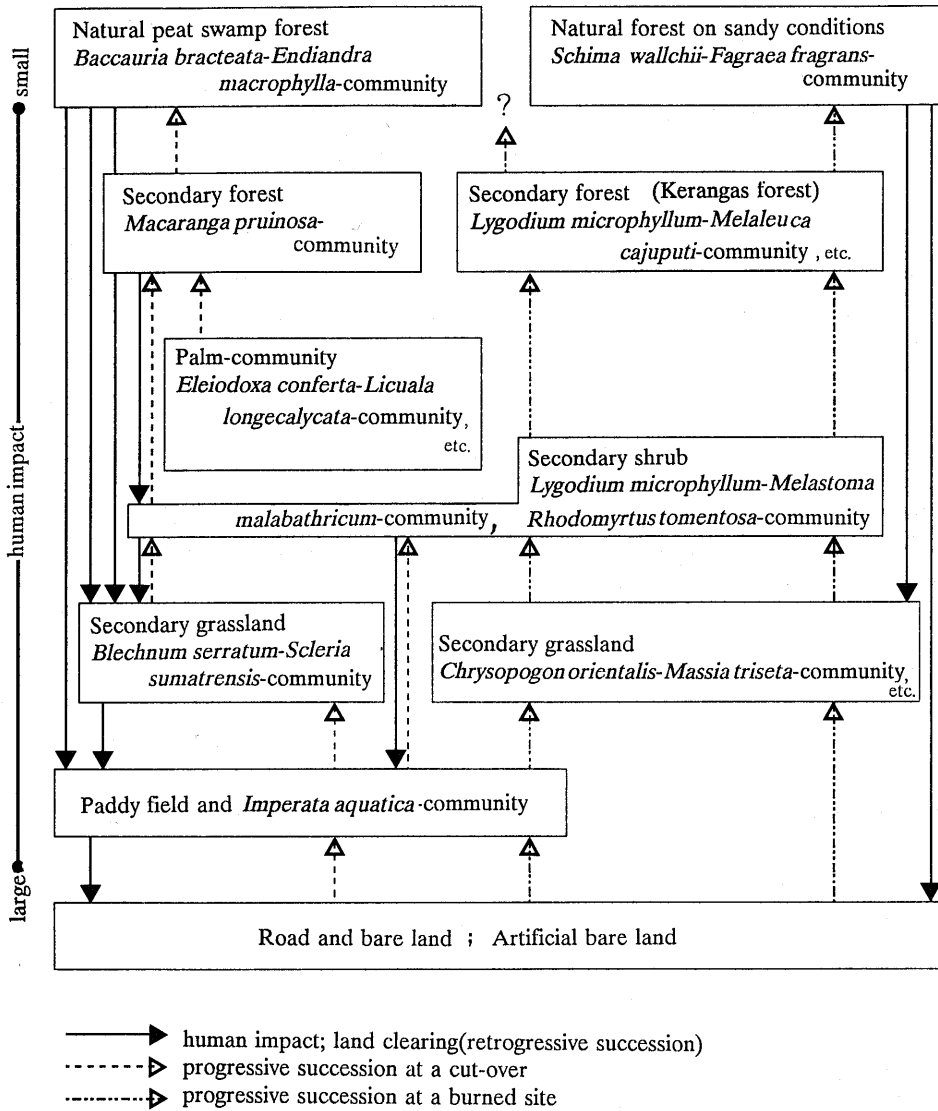 Natural peat swamp forest
Baccauria bracteata-Endiandra
macrophylla-community
Natural forest on sandy conditions
Schima wallchii-Fagraea fragrans-
community
small
human impact
large
?
Secondary forest
Macaranga pruinosa-
community
Secondary forest (Kerangas forest)
Lygodium microphyllum-Melaleuca
cajuputi-community , etc.
Palm-community
Eleiodoxa conferta-Licuala
longecalycata-community,
etc.
Secondary shrub
Lygodium microphyllum-Melastoma
malabathricum-community, Rhodomyrtus tomentosa-community
Secondary grassland
Blechnum serratum-Scleria
sumatrensis-community
Secondary grassland
Chrysopogon orientalis-Massia triseta-community,
etc.
Paddy field and Imperata aquatica-community
Road and bare land ; Artificial bare land
human impact; land clearing(retrogressive succession)
progressive succession at a cut-over
progressive succession at a burned site